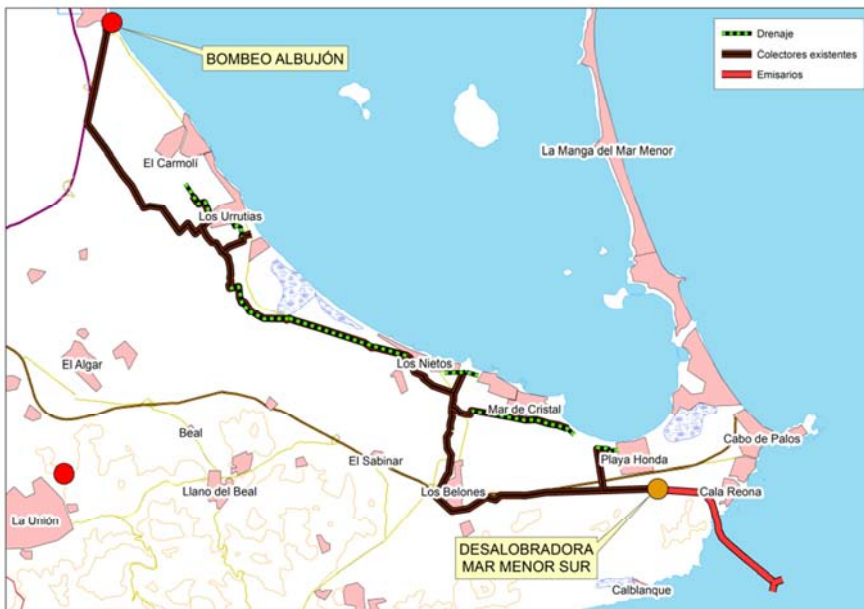 BOMBEO ALBUJÓN
Drenaje
Colectores existentes
Emisarios
La Manga del Mar Menor
El Carmolí
Los Urrutias
El Algar
Los Nietos
Mar de Cristal
Beal
Cabo de Palos
El Sabinar
Playa Honda
Llano del Beal
Los Belones
Cala Reona
La Unión
DESALOBRADORA
MAR MENOR SUR
Calblanque